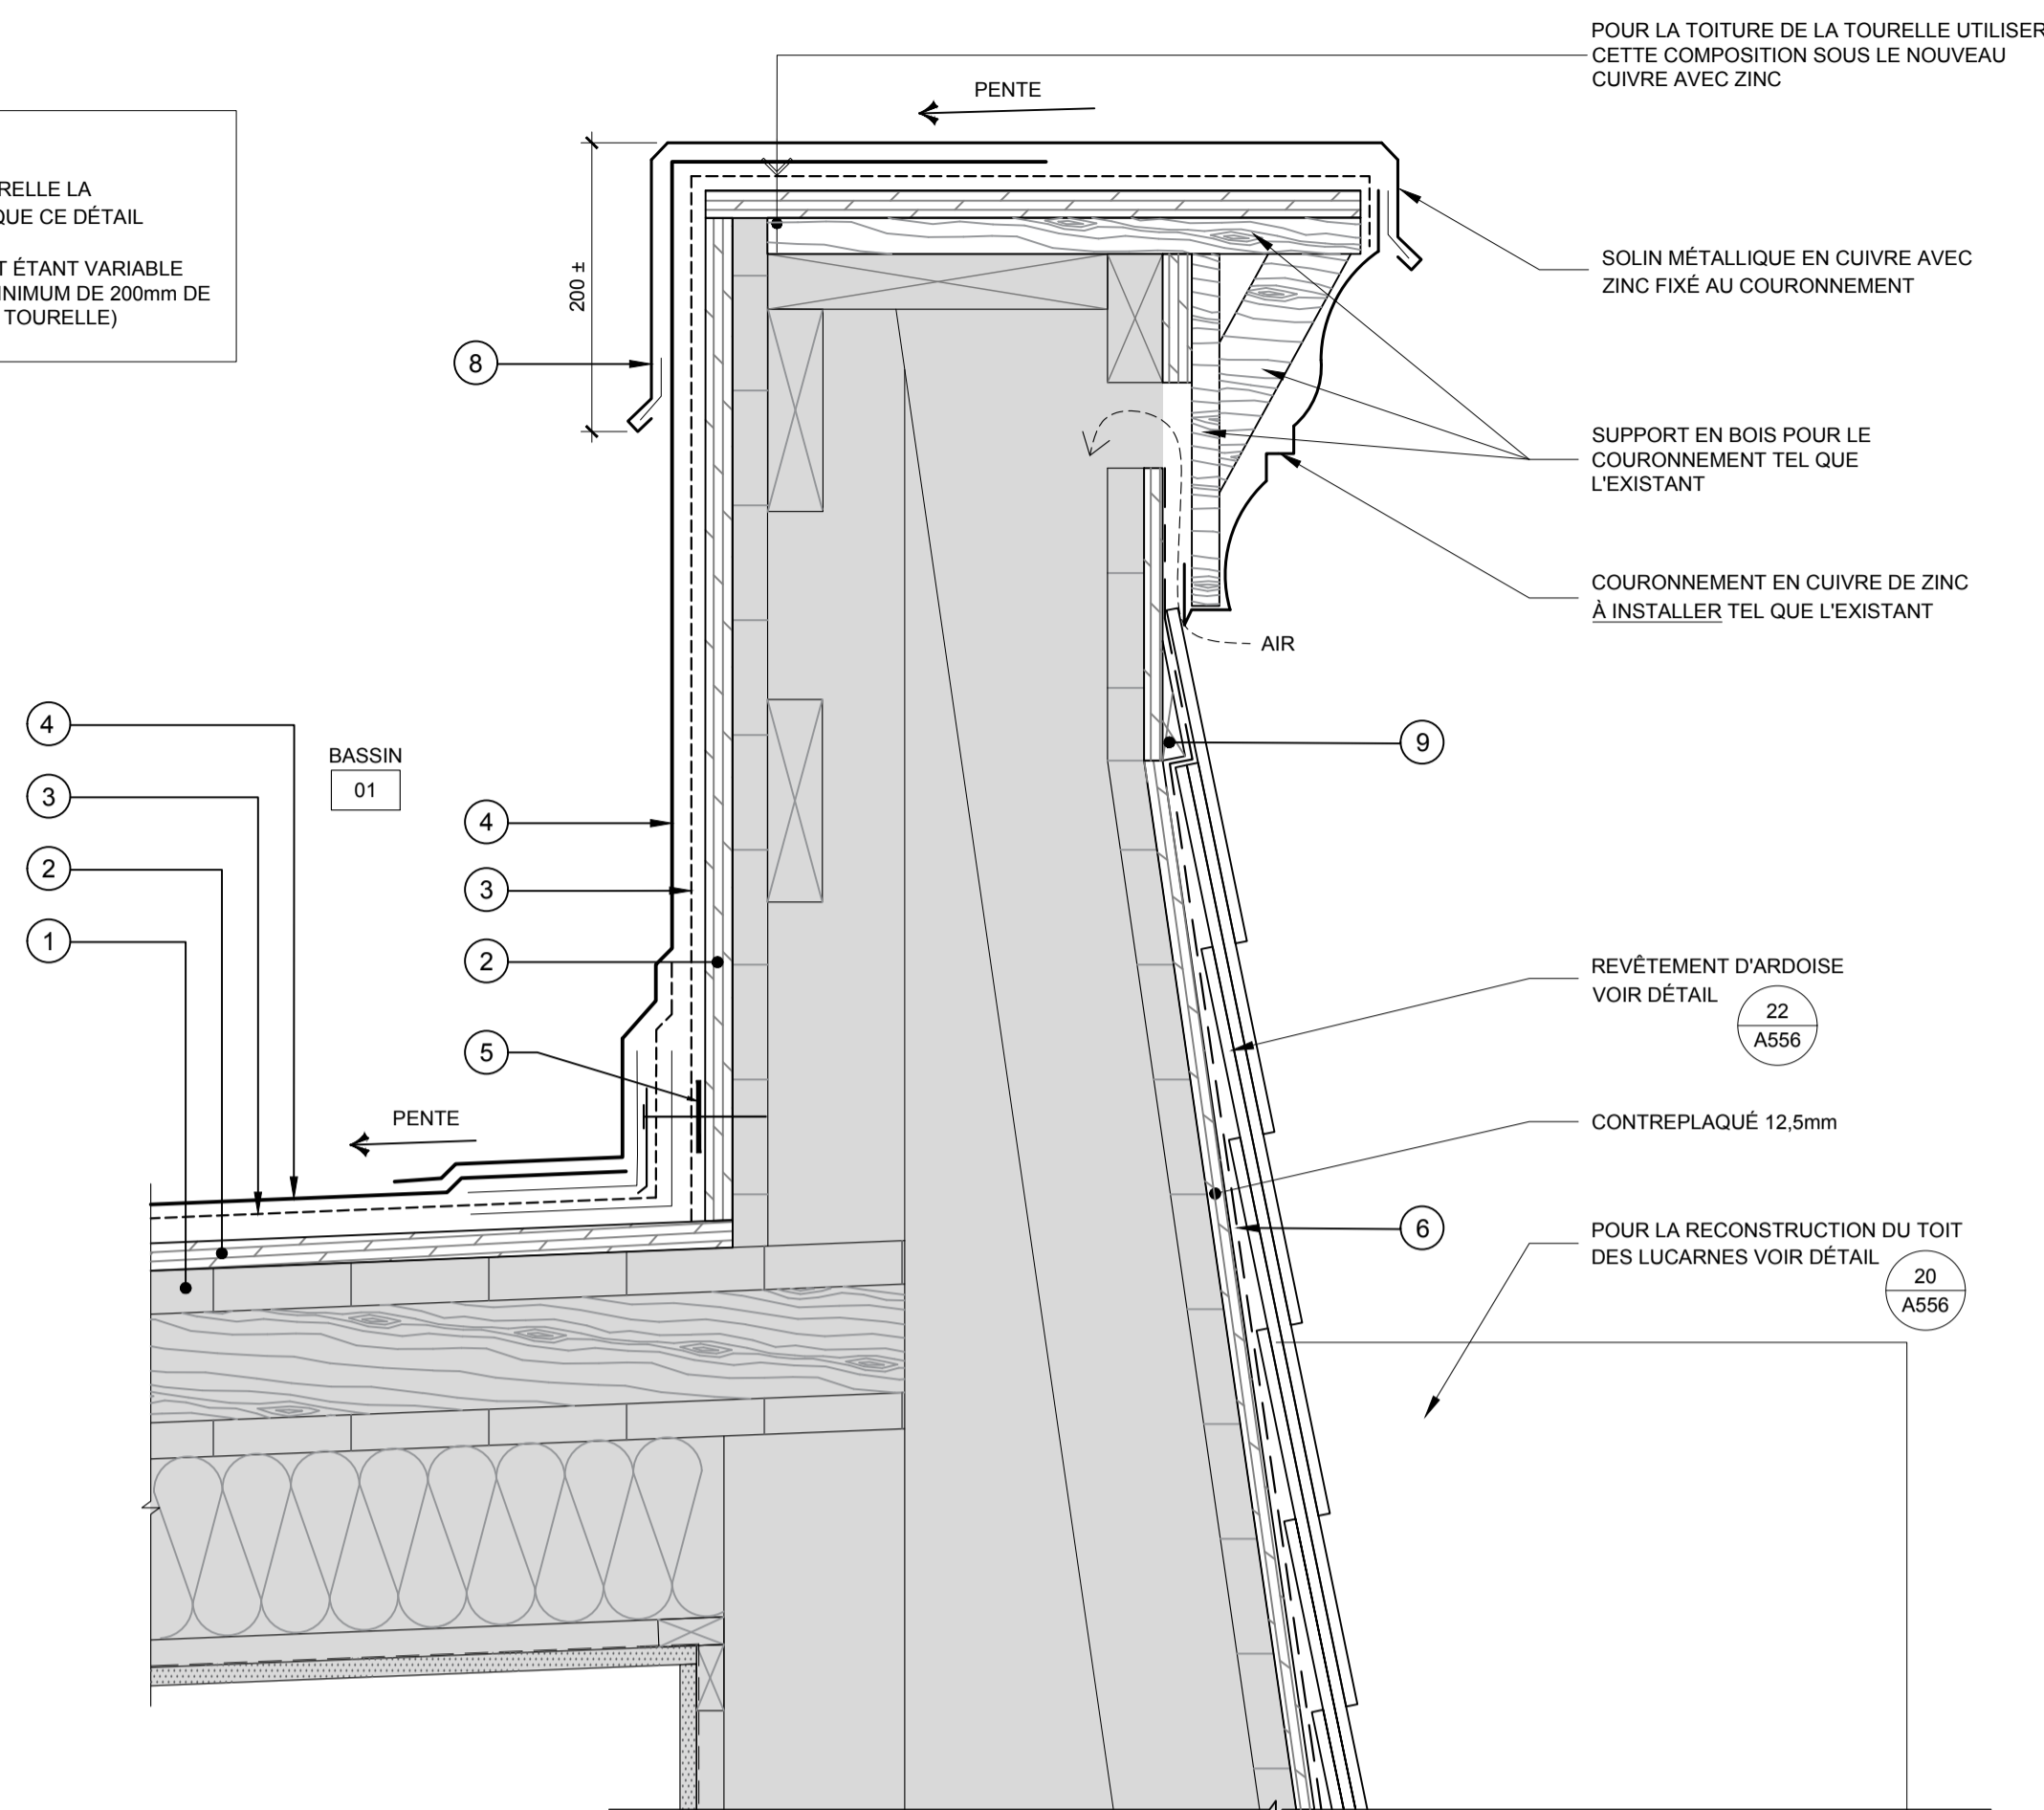 POUR LA TOITURE DE LA TOURELLE UTILISER
CETTE COMPOSITION SOUS LE NOUVEAU
CUIVRE AVEC ZINC
PENTE
RELLE LA
QUE CE DÉTAIL
T ÉTANT VARIABLE
NIMUM DE 200mm DE
TOURELLE)
200 ±
8
SOLIN MÉTALLIQUE EN CUIVRE AVEC
ZINC FIXÉ AU COURONNEMENT
SUPPORT EN BOIS POUR LE
COURONNEMENT TEL QUE
L'EXISTANT
COURONNEMENT EN CUIVRE DE ZINC
À INSTALLER TEL QUE L'EXISTANT
AIR
4
3
2
1
BASSIN
01
4
3
2
5
9
PENTE
REVÊTEMENT D'ARDOISE
VOIR DÉTAIL
22
A556
CONTREPLAQUÉ 12,5mm
6
POUR LA RECONSTRUCTION DU TOIT
DES LUCARNES VOIR DÉTAIL
20
A556